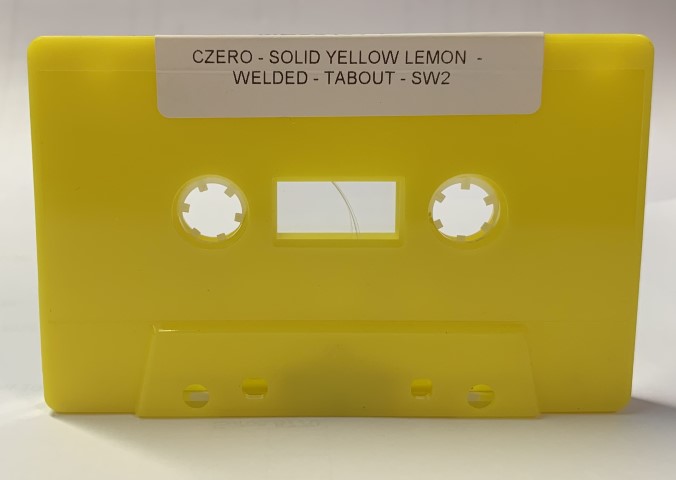 CZERO - SOLID YELLOW LEMON -
WELDED - TABOUT - SW2